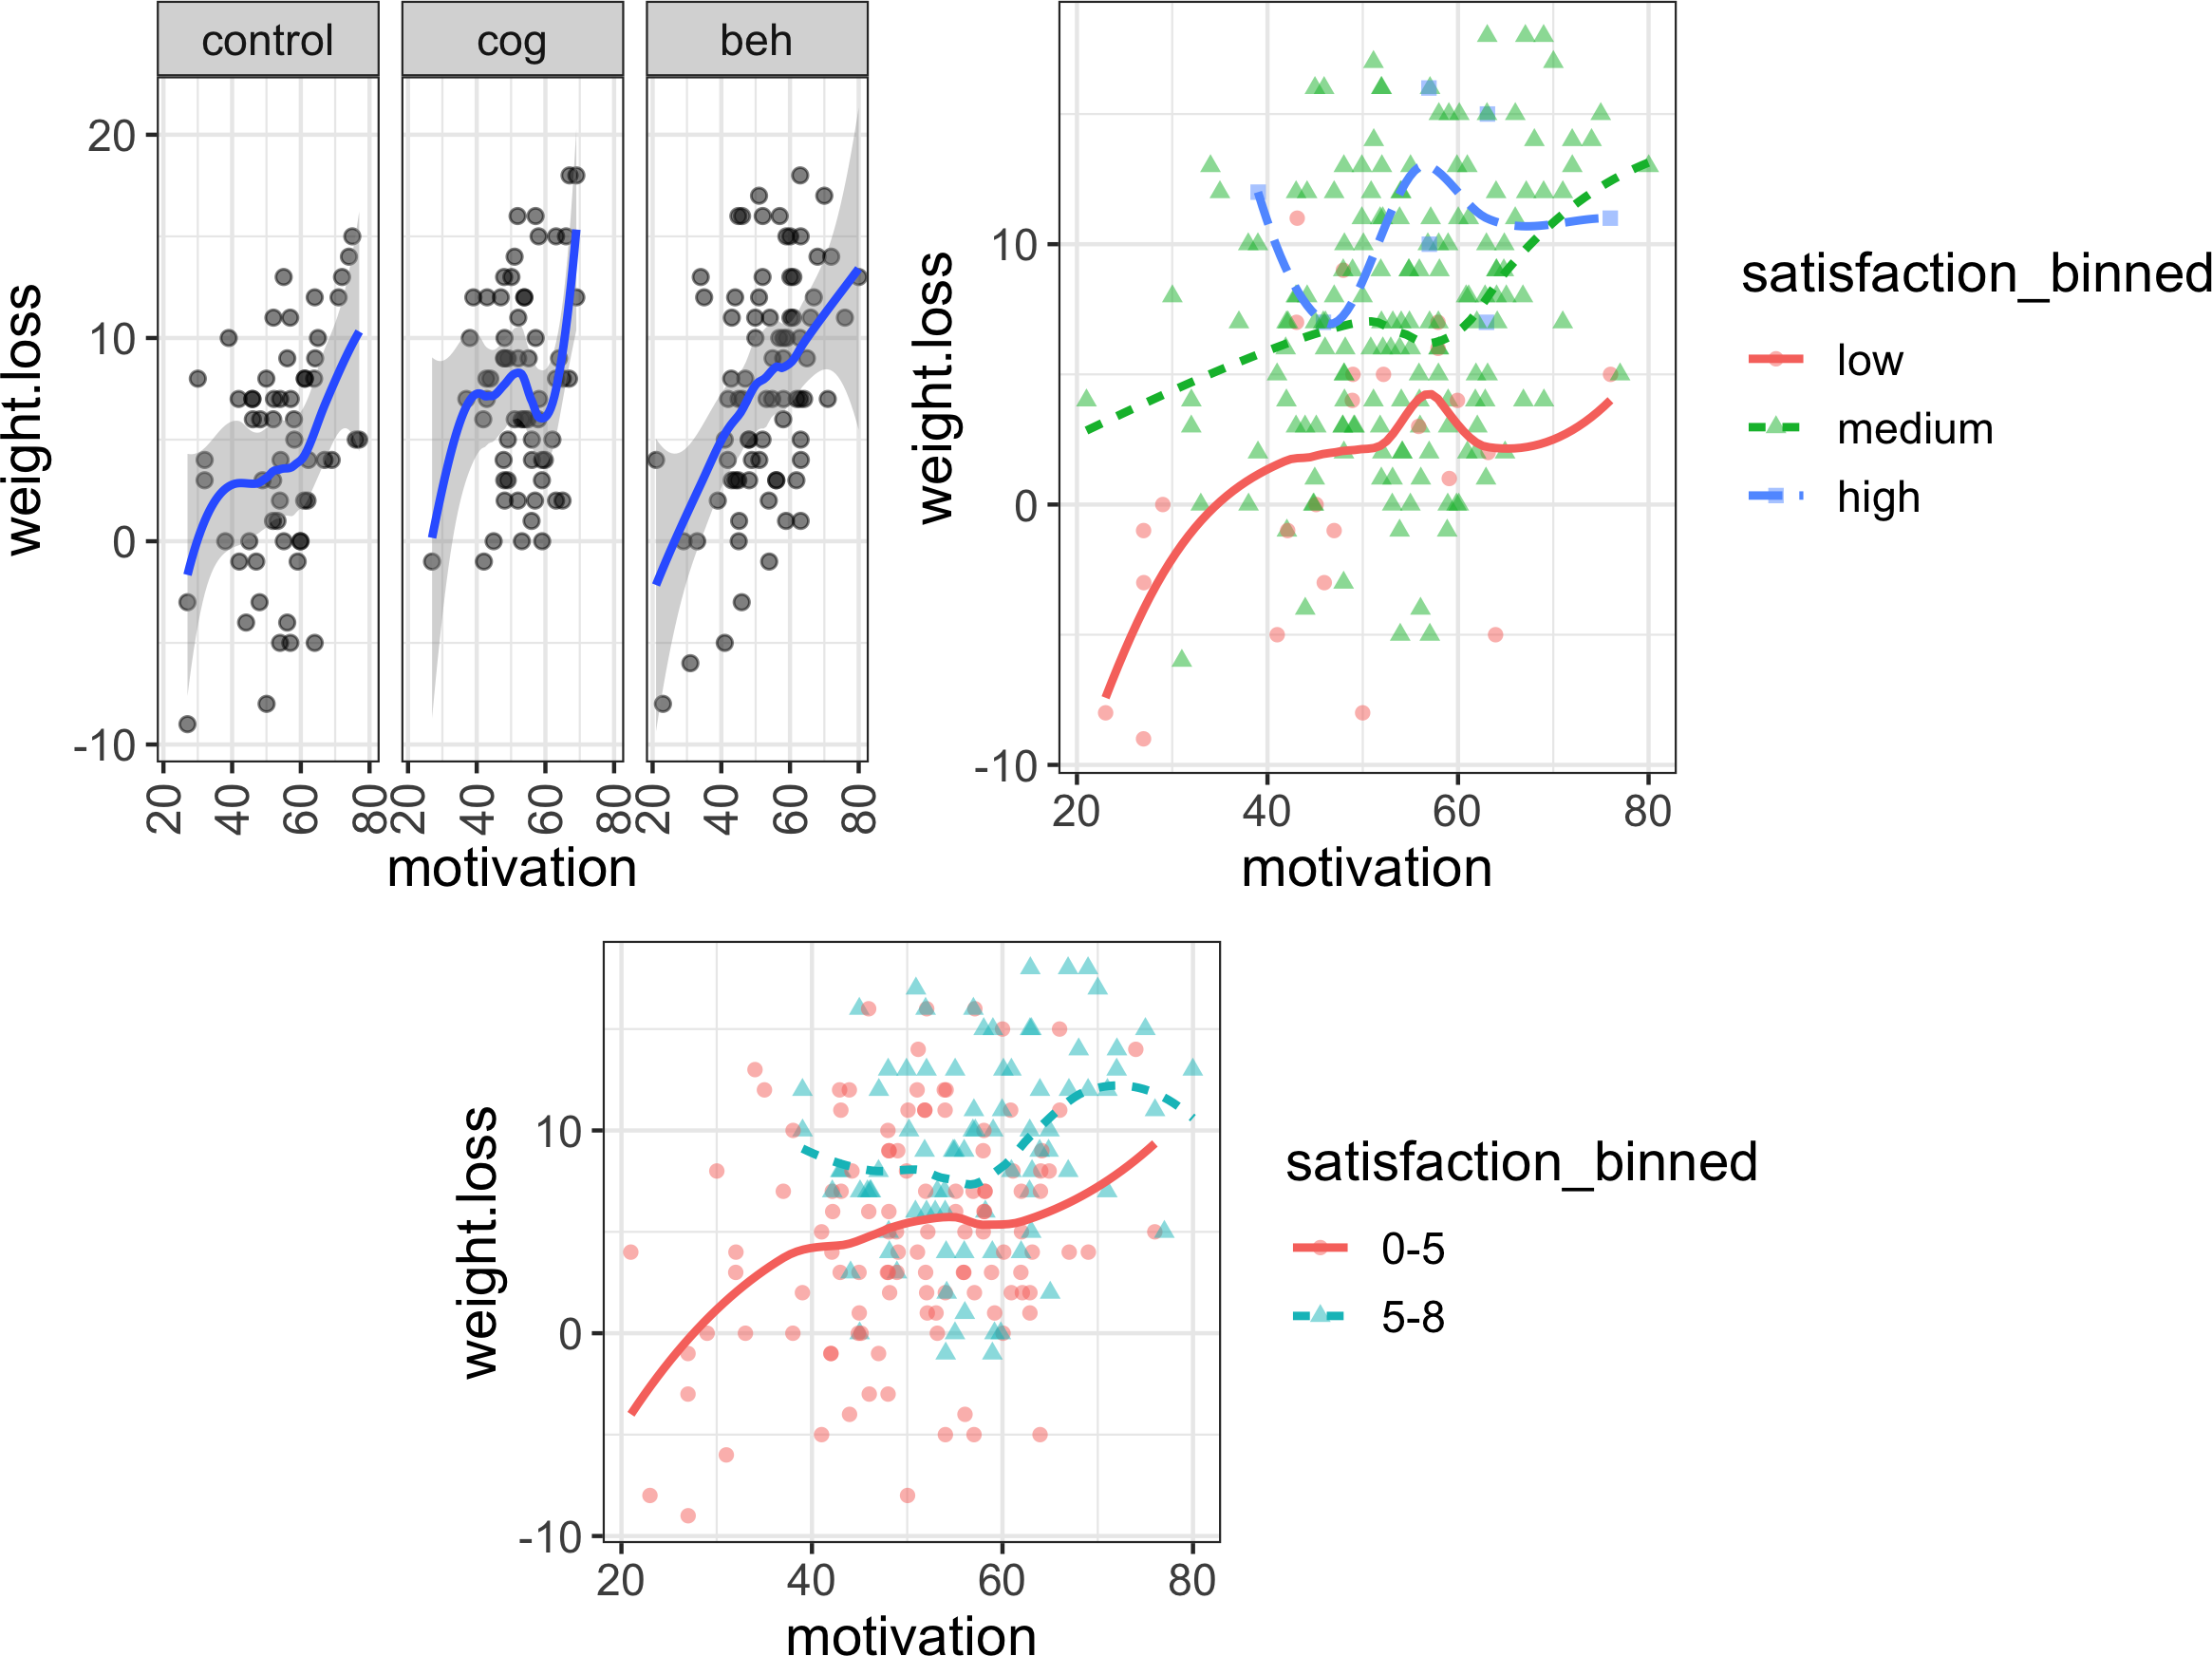 control cog beh
20
10
0
-10
weight.loss
20 40 60 80 20 40 60 80 20 40 60 80
motivation
10
0
-10
weight.loss
20 40 60 80
motivation
satisfaction_binned
low
medium
high
10
0
-10
weight.loss
20 40 60 80
motivation
satisfaction_binned
0-5
5-8